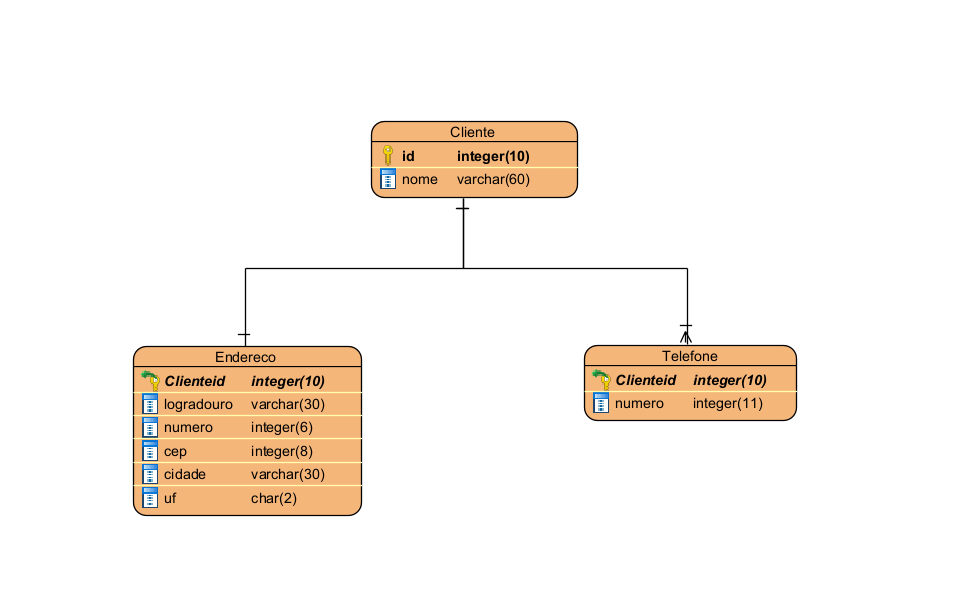 Cliente
id integer(10)
nome varchar(60)
Endereco
Clienteid integer(10)
logradouro varchar(30)
numero integer(6)
cep integer(8)
cidade varchar(30)
uf char(2)
Telefone
Clienteid integer(10)
numero integer(11)